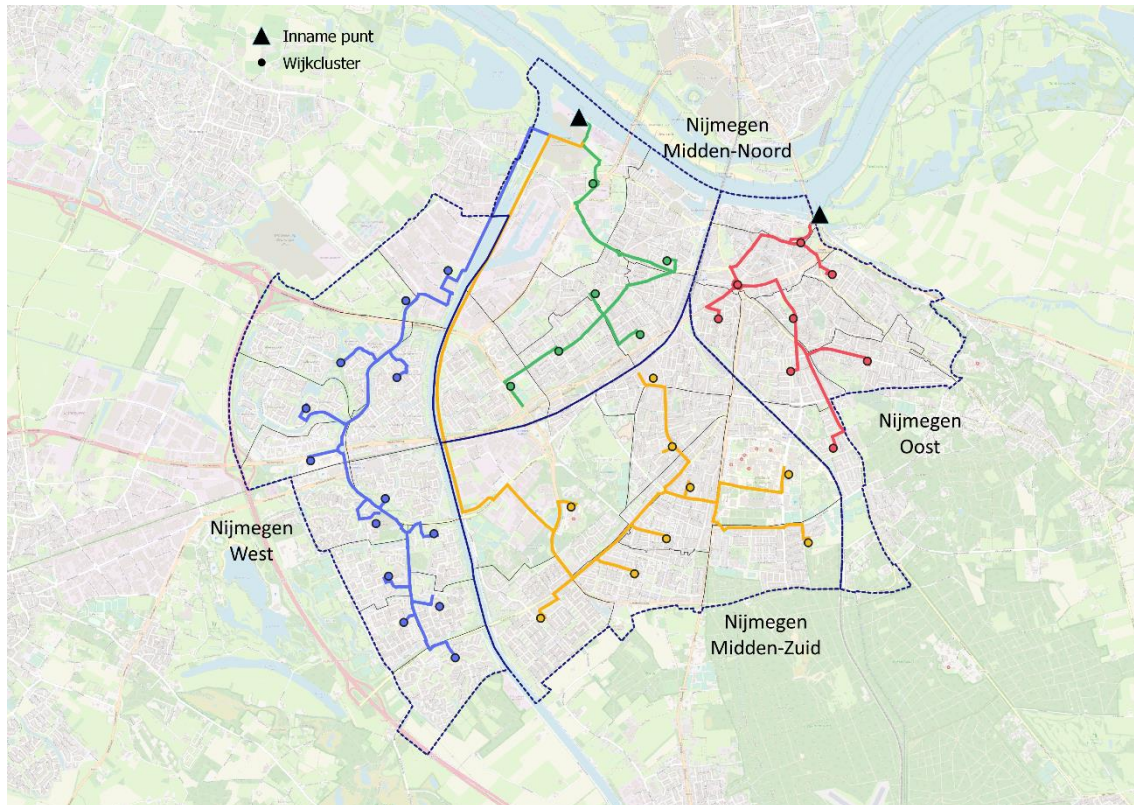 Inname punt
Wijkcluster
Nijmegen
Midden-Noord
Nijmegen
Oost
Nijmegen
West
Nijmegen
Midden-Zuid